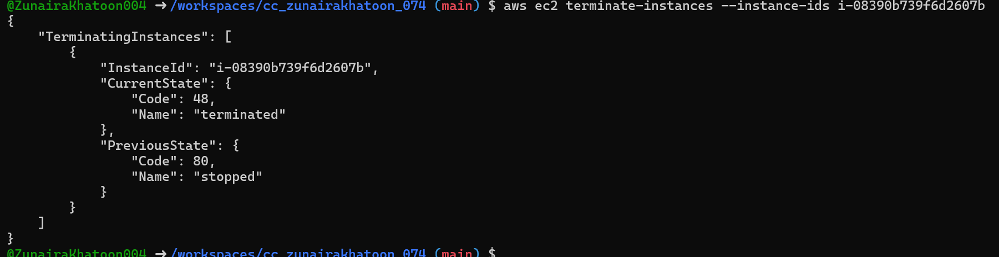 @ZunairaKhatoon004 ➜ /workspaces/cc_zunairakhatoon_074 (main) $ aws ec2 terminate-instances --instance-ids i-08390b739f6d2607b
{
    "TerminatingInstances": [
        {
            "InstanceId": "i-08390b739f6d2607b",
            "CurrentState": {
                "Code": 48,
                "Name": "terminated"
            },
            "PreviousState": {
                "Code": 80,
                "Name": "stopped"
            }
        }
    ]
}
@ZunairaKhatoon004 ➜ /workspaces/cc_zunairakhatoon_074 (main) $